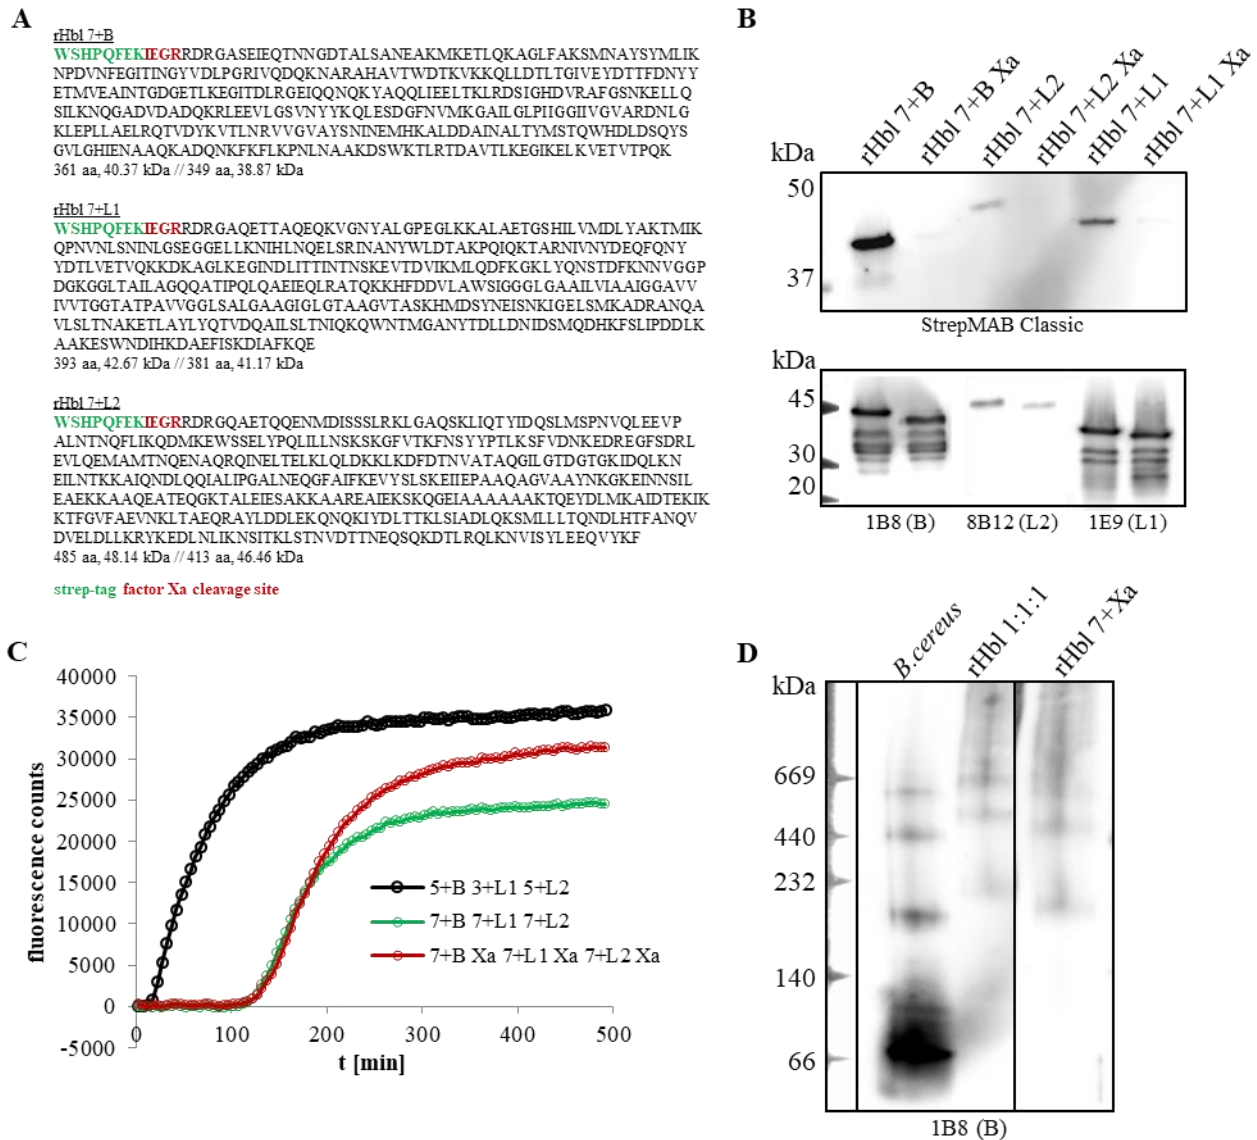 A
rHbl 7+B
WSHPQFEKIEGRRDRGASEIEQTNNGDTALSANEAKMKETLQKAGLFAKSMNAYSYMLIK
NPDVNFEGITINGYVDLPGRIVQDQKNARAHAVTWDTKVKKQLLDTLTGIVEYDTTFDNYY
ETMVEAINTGDGETLKEGITDLRGEIQQNQKYAQQLIEELTKLRDSIGHDVRAFGSNKELLQ
SILKNQGADVDADQKRLEEVLGSVNYYKQLESDGFNVMKGAILGLPIIGGIIVGVARDNLG
KLEPLLAELRQTVDYKVTLNRVVGVAYSNINEMHKALDDAINALTYMSTQWHDLDSQYS
GVLGHIENAAQKADQNKFKFLKPNLNAAKDSWKTLRTDAVTLKEGIKELKVETVTPQK
361 aa, 40.37 kDa // 349 aa, 38.87 kDa
rHbl 7+L1
WSHPQFEKIEGRRDRGAQETTAQEQKVGNYALGPEGLKKALAETGSHILVMDLYAKTMIK
QPNVNLSNINLGSEGGELLKNIHLNQELSRINANYWLDTAKPQIQKTARNIVNYDEQFQNY
YDTLVETVQKKDKAGLKEGINDLITTINTNSKEVTDVIKMLQDFKGKLYQNSTDFKNNVGGP
DGKGGLTAILAGQQATIPQLQAEIEQLRATQKKHFDDVLAWSIGGGLGAAILVIAAIGGAVV
IVVTGGTATPAVVGGLSALGAAGIGLGTAAGVTASKHMDSYNEISNKIGELSMKADRANQA
VLSLTNAKETLAYLYQTVDQAILSLTNIQKQWNTMGANYTDLLDNIDSMQDHKFSLIPDDLK
AAKESWNDIHKDAEFISKDIAFKQE
393 aa, 42.67 kDa // 381 aa, 41.17 kDa
rHbl 7+L2
WSHPQFEKIEGRRDRGQAETQQENMDISSSLRKLGAQSKLIQTYIDQSLMSPNVQLEEVP
ALNTNQFLIKQDMKEWSSELYPQLILLNSKSKGFVTKFNSYYPTLKSFVDNKEDREGFSDRL
EVLQEMAMTNQENAQRQINELTELKLQLDKKLKDFDTNVATAQGILGTDGTGKIDQLKN
EILNTKKAIQNDLQQIALIPGALNEQGFAIFKEVYSLSKEIIEPAAQAGVAAYNKGKEINNSIL
EAEKKAAQEATEQGKTALEIESAKKAAREAIEKSKQGEIAAAAAAKTQEYDLMKAIDTEKIK
KTFGVFAEVNKLTAEQRAYLDDLEKQNQKIYDLTTKLSIADLQKSMLLLTQNDLHTFANQV
DVELDLLKRYKEDLNLIKNSITKLSTNVDTTNEQSQKDTLRQLKNVISYLEEQVYKF
485 aa, 48.14 kDa // 413 aa, 46.46 kDa
strep-tag factor Xa cleavage site
B
rHbl 7+B
rHbl 7+B Xa
rHbl 7+L2
rHbl 7+L2 Xa
rHbl 7+L1
rHbl 7+L1 Xa
kDa
50
37
StrepMAB Classic
kDa
45
30
20
1B8 (B) 8B12 (L2) 1E9 (L1)
C
fluorescence counts
40000
35000
30000
25000
20000
15000
10000
5000
0
-5000
0 100 200 300 400 500
t [min]
5+B 3+L1 5+L2
7+B 7+L1 7+L2
7+B Xa 7+L1 Xa 7+L2 Xa
D
B.cereus
rHbl 1:1:1
rHbl 7+Xa
kDa
669
440
232
140
66
1B8 (B)